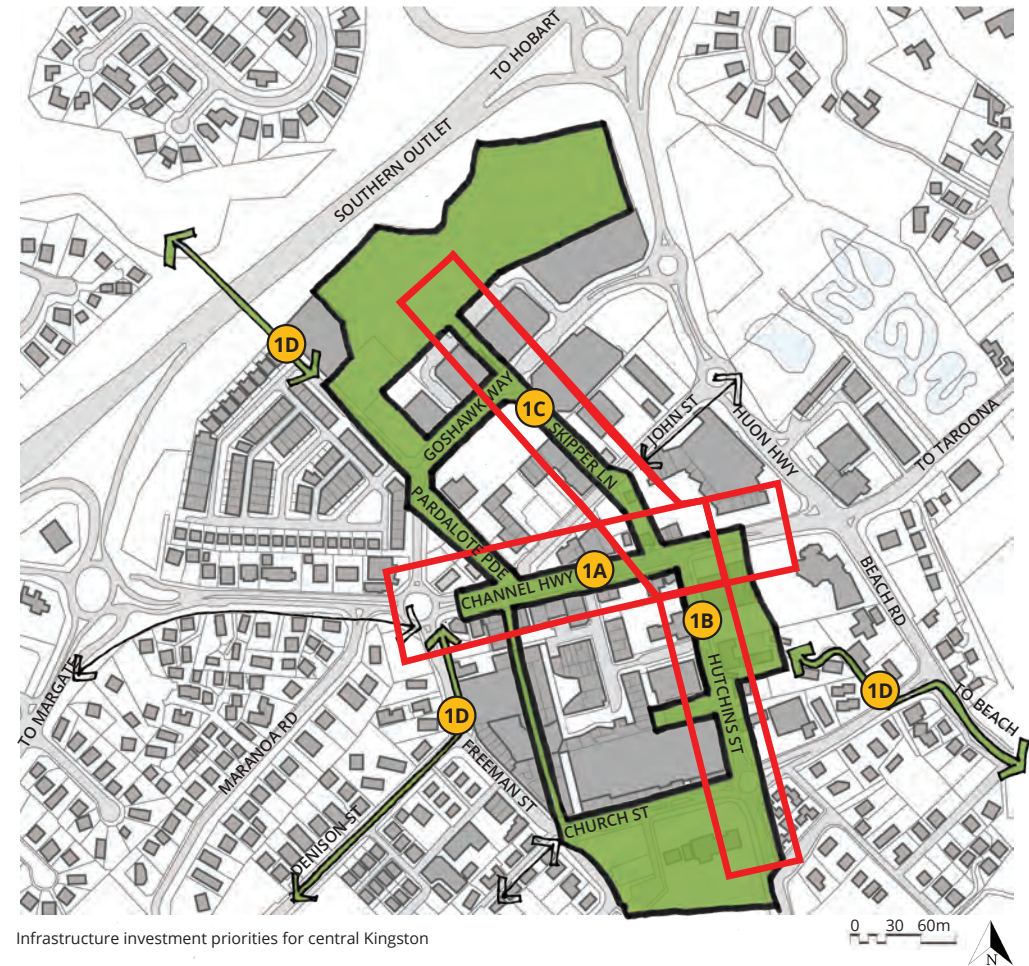 TO HOBART
SOUTHERN OUTLET
1D
GOSHAWK WAY
1C
SKIPPER LN
JOHN ST
HUON HWY
TO TAROONA
PARDALOTE PDE
CHANNEL HWY
1A
1B
BEACH RD
HUTCHINS ST
1D
TO BEACH
TO MARGATE
MARANOA RD
1D
FREEMAN ST
DENISON ST
CHURCH ST
Infrastructure investment priorities for central Kingston
0 30 60m
N